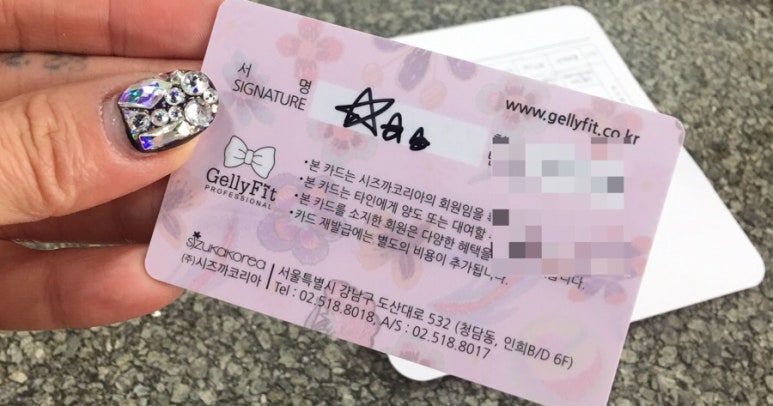 서 명
SIGNATURE
www.gellyfit.co.kr
GellyFit
PROFESSIONAL
•본 카드는 시즈까코리아의 회원임을
•본 카드는 타인에게 양도 또는 대여할
•본 카드를 소지한 회원은 다양한 혜택을
•카드 재발급에는 별도의 비용이 추가됩니다.
sizukakorea
(주)시즈까코리아
서울특별시 강남구 도산대로 532 (청담동, 인희B/D 6F)
Tel : 02.518.8018, A/S : 02.518.8017